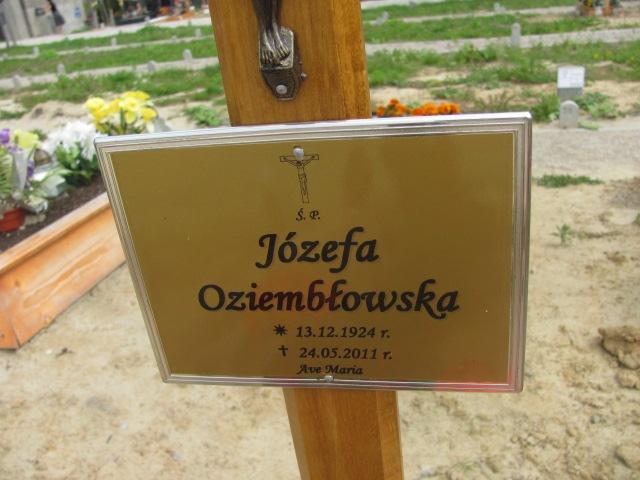 Ś. P.
Józefa
Oziembłowska
✷ 13.12.1924 r.
✝ 24.05.2011 r.
Ave Maria